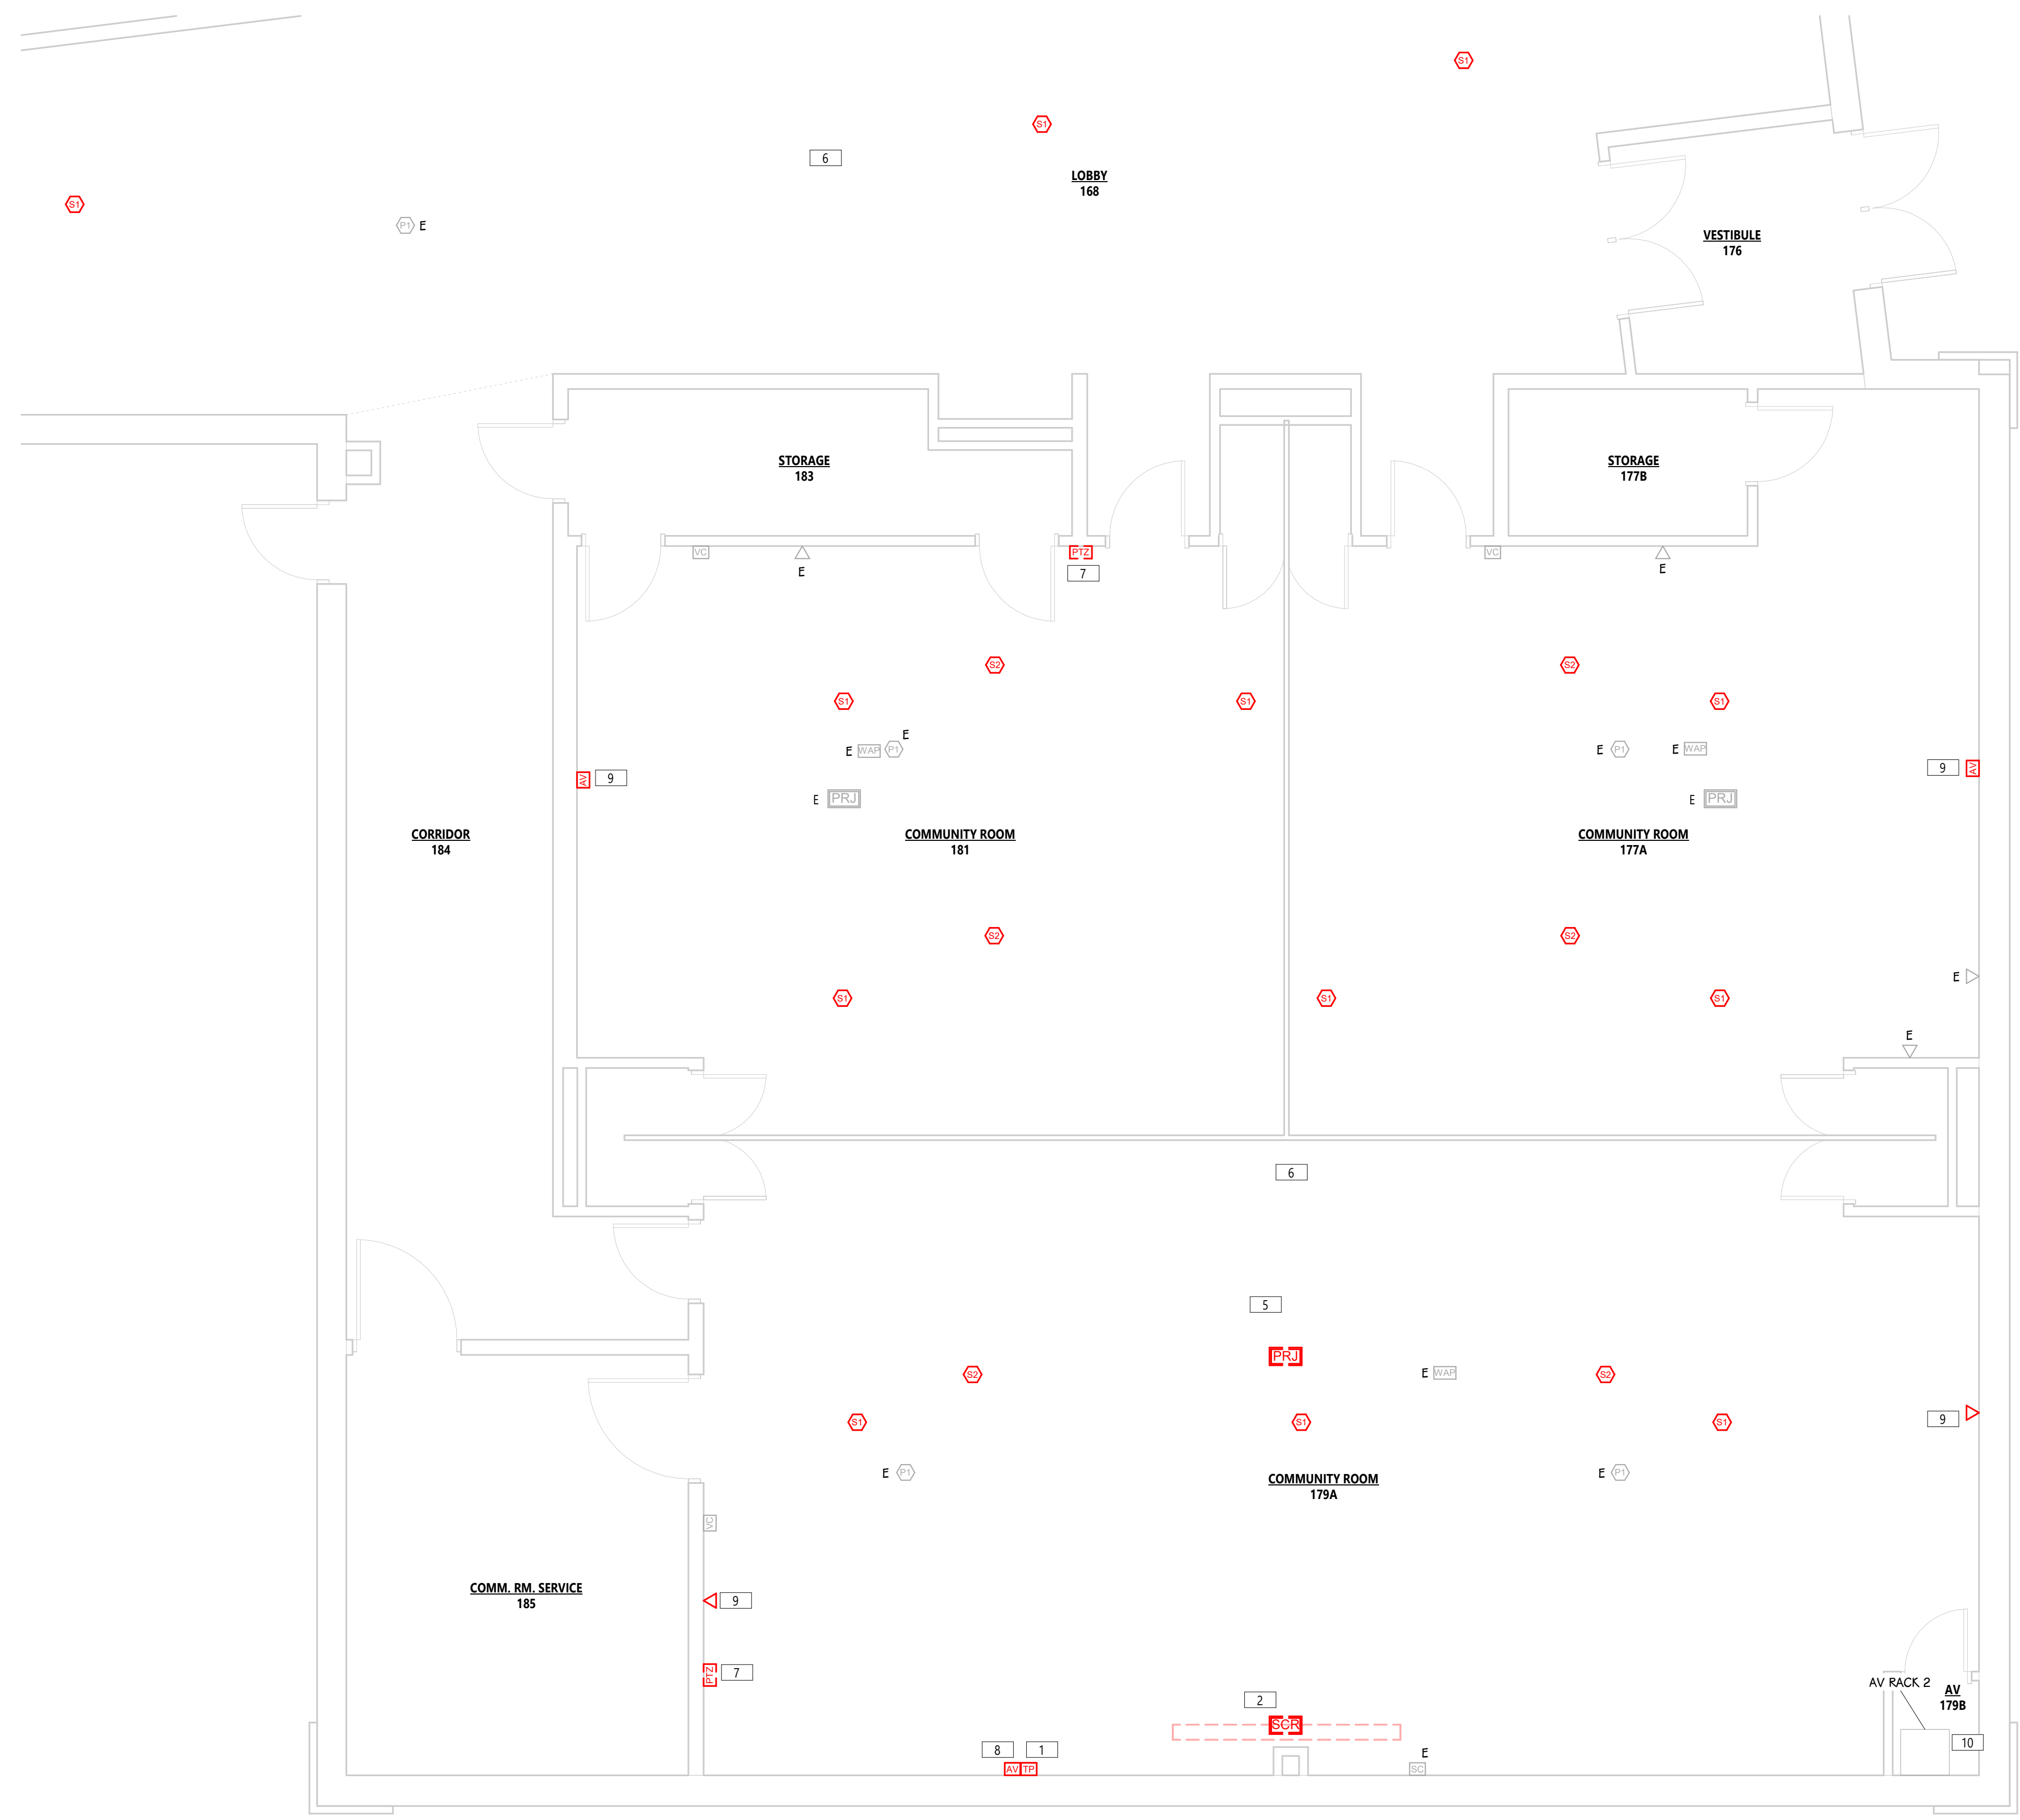 S1
S1
6
LOBBY
168
S1
P1 E
VESTIBULE
176
STORAGE
183
STORAGE
177B
VC
E
PTZ
7
VC
E
S2
S2
S1
S1
S1
E
E WAP P1
E P1
E WAP
AV 9
9 AV
E PRJ
E PRJ
CORRIDOR
184
COMMUNITY ROOM
181
COMMUNITY ROOM
177A
S2
S2
E
S1
S1
S1
E
6
5
PRJ
S2
E WAP
S2
S1
S1
S1
9
E P1
E P1
COMMUNITY ROOM
179A
VC
COMM. RM. SERVICE
185
9
PTZ 7
AV RACK 2
AV
179B
2
SCR
8 1
E
10
AV TP
SC